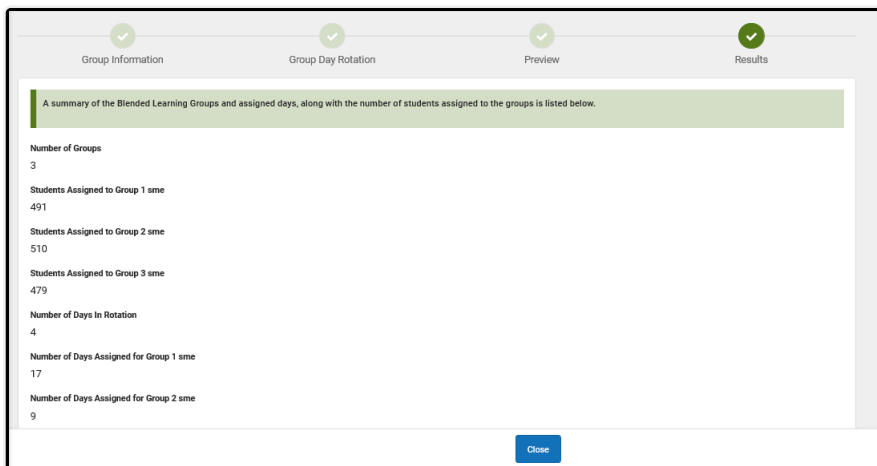 Group Information
Group Day Rotation
Preview
Results
A summary of the Blended Learning Groups and assigned days, along with the number of students assigned to the groups is listed below.
Number of Groups
3
Students Assigned to Group 1 sme
491
Students Assigned to Group 2 sme
510
Students Assigned to Group 3 sme
479
Number of Days In Rotation
4
Number of Days Assigned for Group 1 sme
17
Number of Days Assigned for Group 2 sme
9
Close